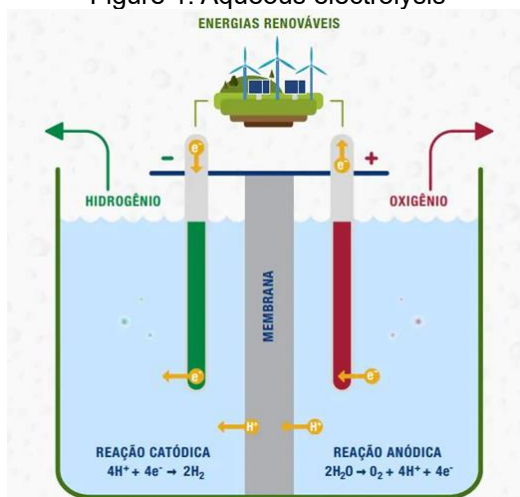 Figure 1. Aqueous electrolysis
ENERGIAS RENOVÁVEIS
e⁻
e⁻
-
+
HIDROGÊNIO
OXIGÊNIO
MEMBRANA
e⁻
e⁻
H⁺
H⁺
REAÇÃO CATÓDICA
4H⁺ + 4e⁻ → 2H₂
REAÇÃO ANÓDICA
2H₂O → O₂ + 4H⁺ + 4e⁻